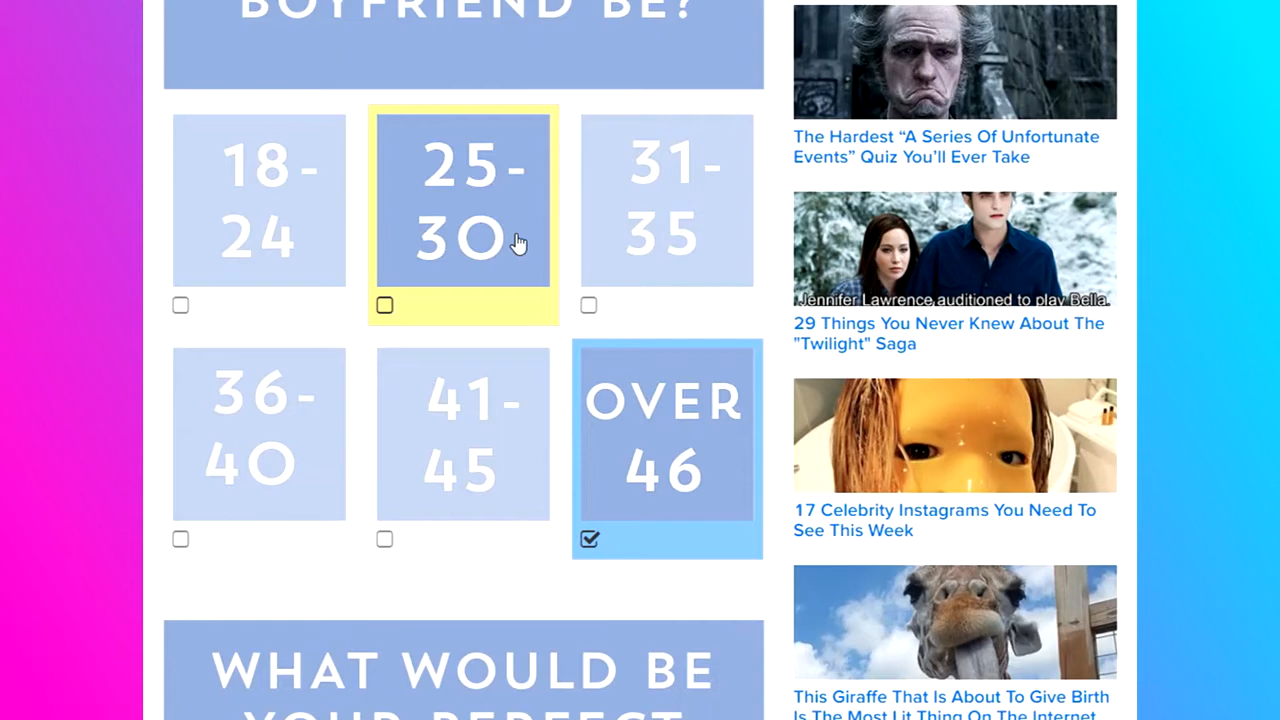 BOYFRIEND BE?
18-
24
25-
30
31-
35
36-
40
41-
45
OVER
46
WHAT WOULD BE
YOUR PERFECT
The Hardest “A Series Of Unfortunate
Events” Quiz You’ll Ever Take
Jennifer Lawrence auditioned to play Bella.
29 Things You Never Knew About The
"Twilight" Saga
17 Celebrity Instagrams You Need To
See This Week
This Giraffe That Is About To Give Birth
Is The Most Lit Thing On The Internet